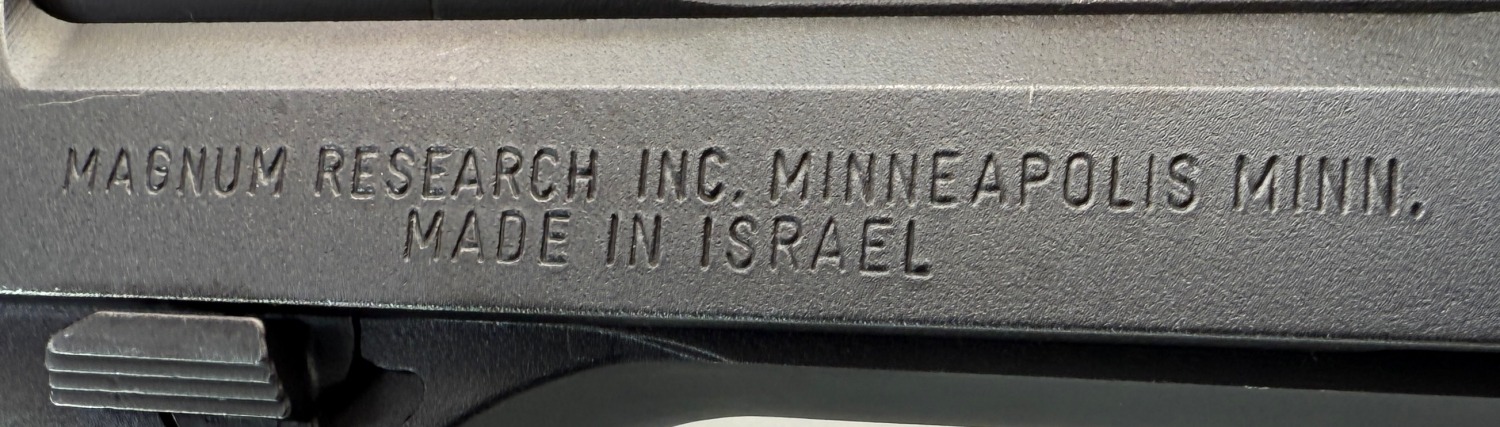 MAGNUM RESEARCH INC. MINNEAPOLIS MINN.
MADE IN ISRAEL